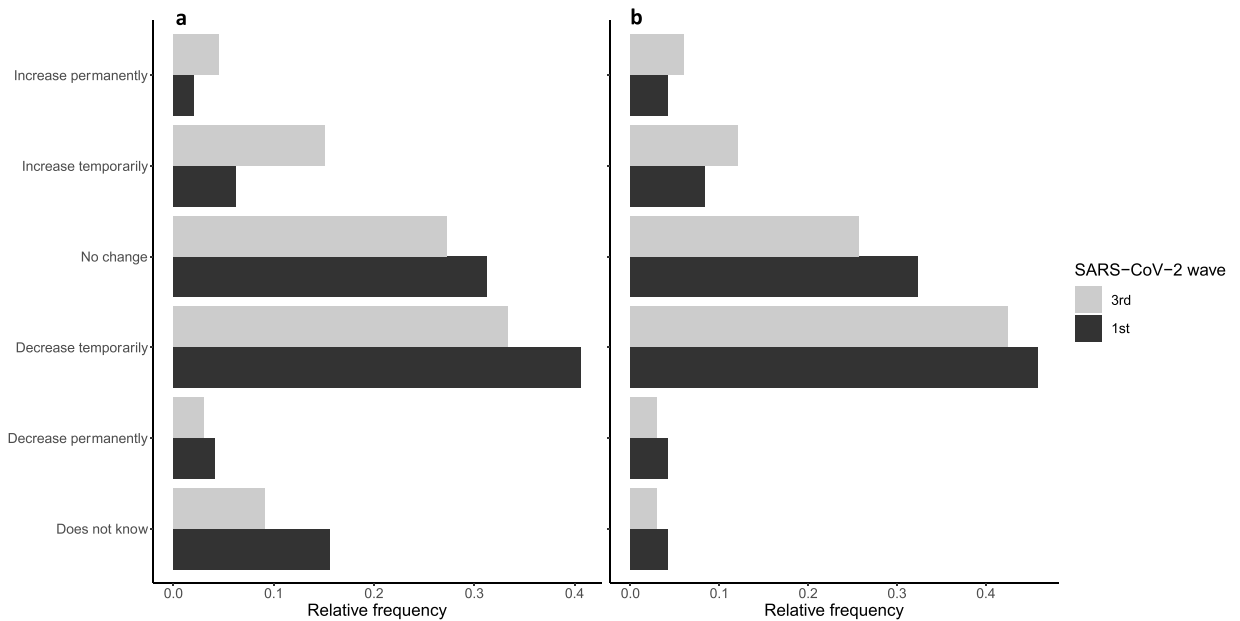 a
b
Increase permanently
Increase temporarily
No change
Decrease temporarily
Decrease permanently
Does not know
0.0 0.1 0.2 0.3 0.4
Relative frequency
0.0 0.1 0.2 0.3 0.4
Relative frequency
SARS−CoV−2 wave
3rd
1st